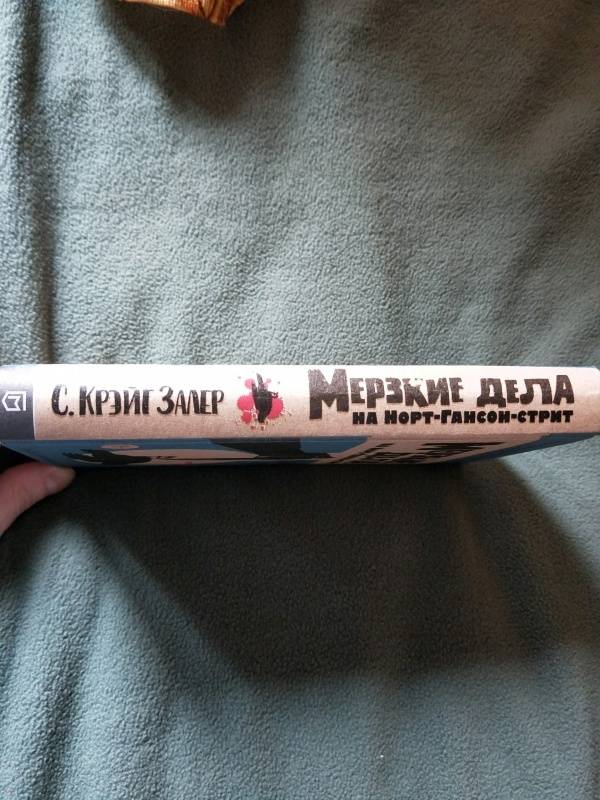 С. Крэйг Залер
Мерзкие дела
на Норт-Гансон-стрит